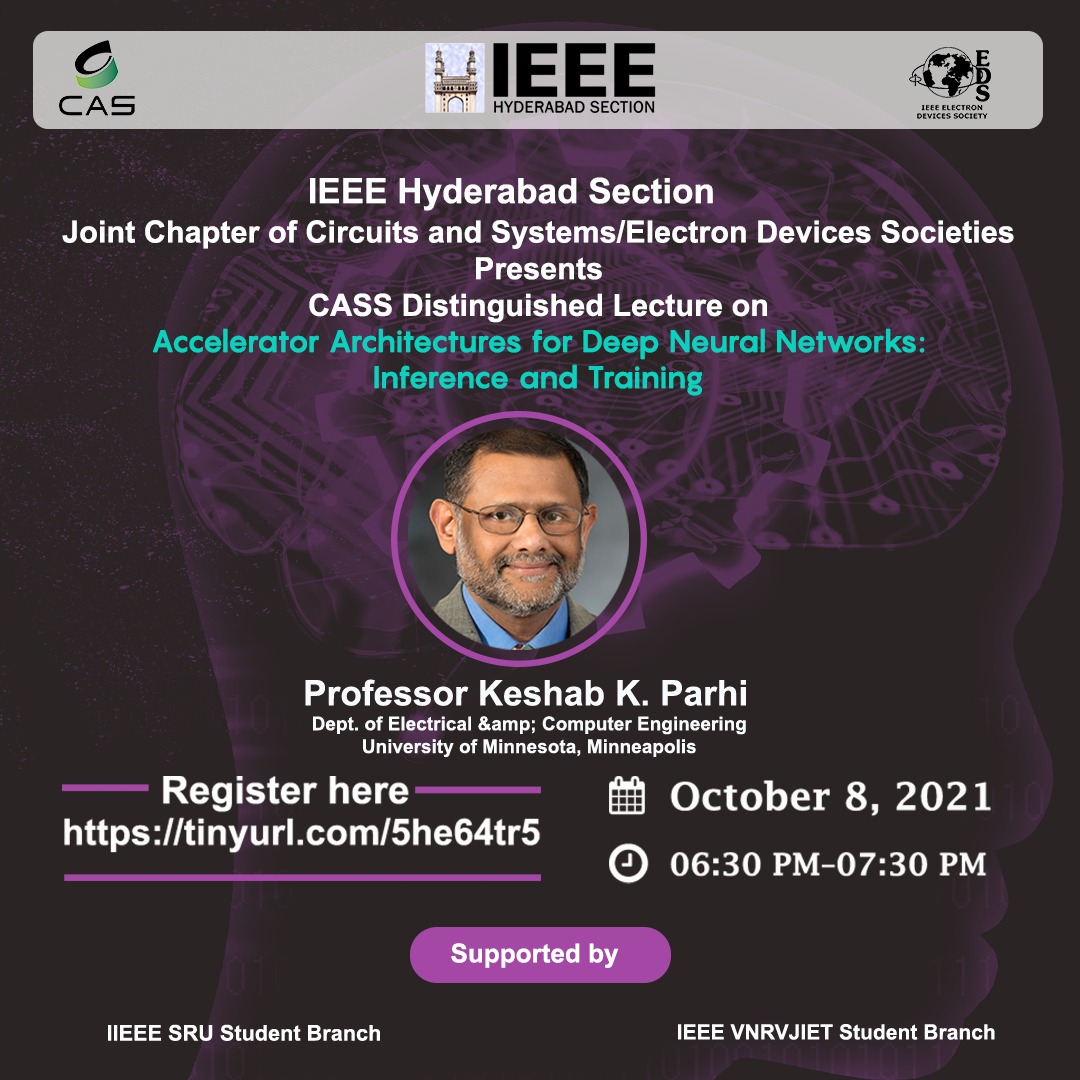 CAS
IEEE
HYDERABAD SECTION
EDS
IEEE ELECTRON
DEVICES SOCIETY
IEEE Hyderabad Section
Joint Chapter of Circuits and Systems/Electron Devices Societies
Presents
CASS Distinguished Lecture on
Accelerator Architectures for Deep Neural Networks:
Inference and Training
Professor Keshab K. Parhi
Dept. of Electrical &amp; Computer Engineering
University of Minnesota, Minneapolis
Register here
https://tinyurl.com/5he64tr5
October 8, 2021
06:30 PM–07:30 PM
Supported by
IIEEE SRU Student Branch
IEEE VNRVJIET Student Branch